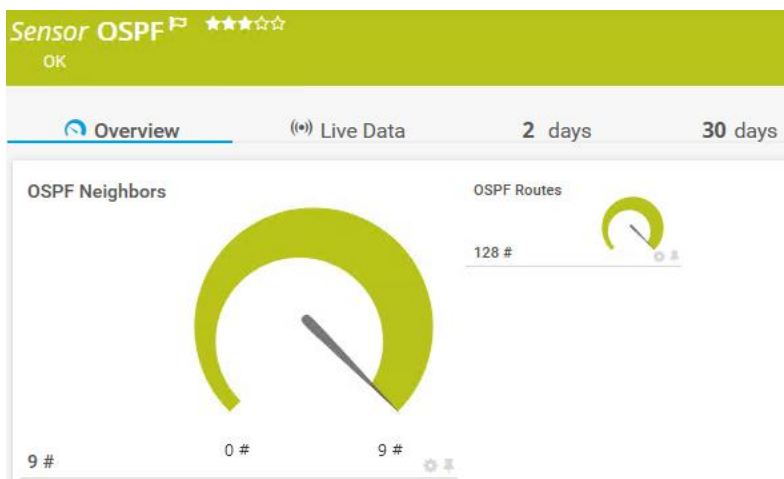 Sensor OSPF
OK
Overview
Live Data
2 days
30 days
OSPF Neighbors
OSPF Routes
128 #
0 #
9 #
9 #